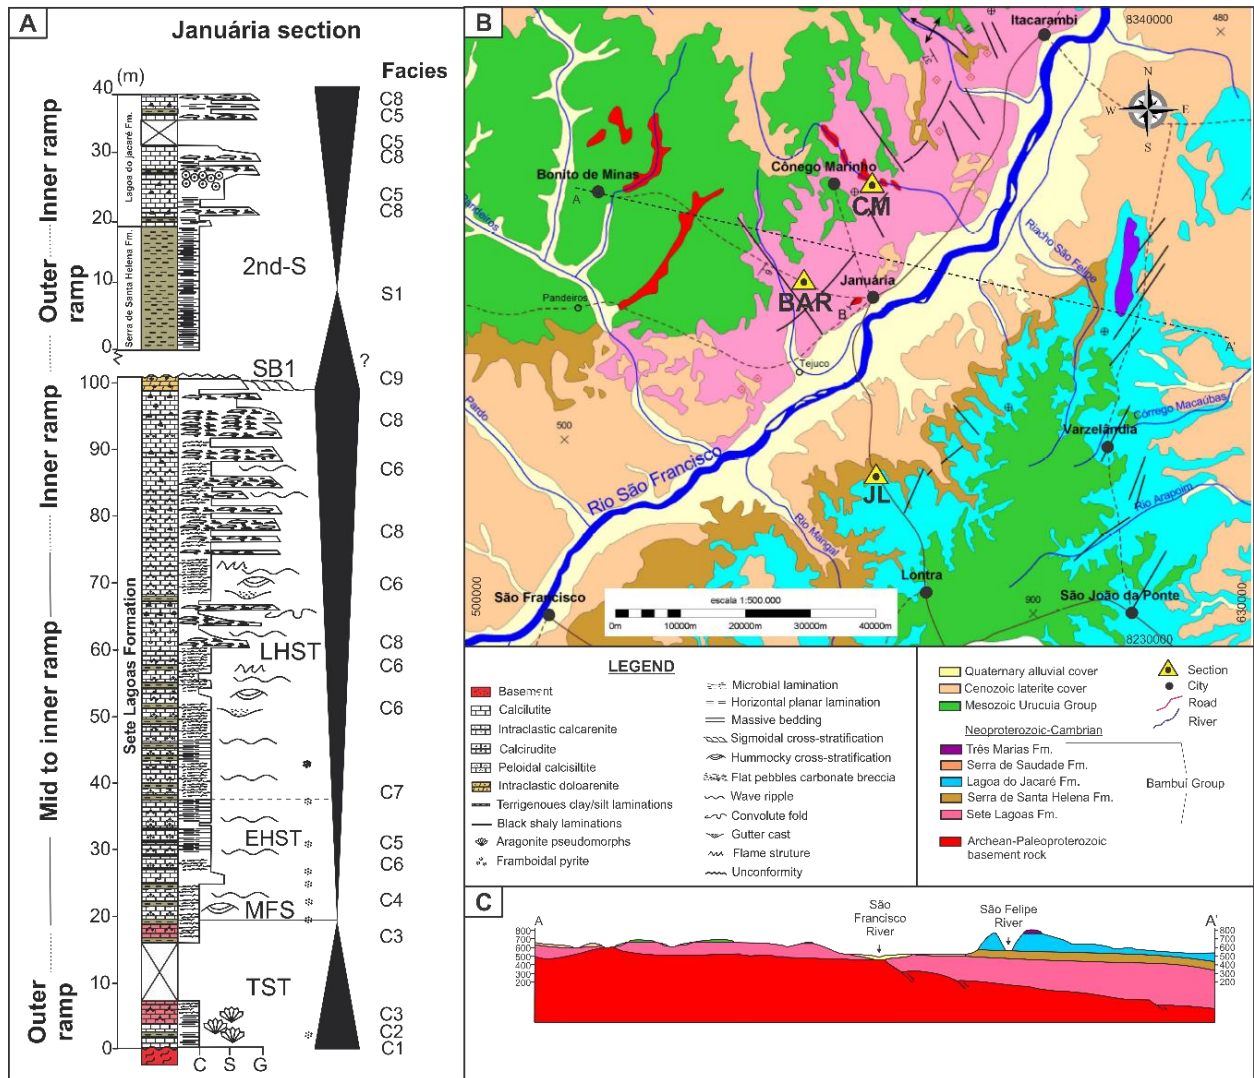 A
Januária section
(m)
Facies
40
30
20
10
0
100
90
80
70
60
50
40
30
20
10
0
Inner ramp
Outer ramp
Inner ramp
Mid to inner ramp
Outer ramp
Lagoa do jacaré Fm.
Serra de Santa Helena Fm.
Sete Lagoas Formation
2nd-S
SB1
?
LHST
EHST
MFS
TST
C8
C5
C5
C8
C5
C8
S1
C9
C8
C6
C8
C6
C8
C6
C6
C7
C5
C6
C4
C3
C3
C2
C1
C S G
B
Itacarambi
8340000
480
N
W E
S
Bonito de Minas
A
Cônego Marinho
CM
Pandeiros
Riacho São Felipe
Januária
BAR
B
Pandeiros
Tejuco
A'
Pardo
500
Córrego Macaúbas
Varzelândia
Rio São Francisco
JL
Rio Arapoim
Rio Mangal
Lontra
500000
São Francisco
escala 1:500.000
0m 10000m 20000m 30000m 40000m
900
São João da Ponte
630000
8230000
LEGEND
Basement
Calcilutite
Intraclastic calcarenite
Calcirudite
Peloidal calcisiltite
Intraclastic doloarenite
Terrigenoues clay/silt laminations
Black shaly laminations
Aragonite pseudomorphs
Framboidal pyrite
Microbial lamination
Horizontal planar lamination
Massive bedding
Sigmoidal cross-stratification
Hummocky cross-stratification
Flat pebbles carbonate breccia
Wave ripple
Convolute fold
Gutter cast
Flame struture
Unconformity
Quaternary alluvial cover
Cenozoic laterite cover
Mesozoic Urucuia Group
Neoproterozoic-Cambrian
Três Marias Fm.
Serra de Saudade Fm.
Lagoa do Jacaré Fm.
Serra de Santa Helena Fm.
Sete Lagoas Fm.
Bambuí Group
Archean-Paleoproterozoic
basement rock
Section
City
Road
River
C
A
São
Francisco
River
São Felipe
River
A'
800
700
600
500
400
300
200
800
700
600
500
400
300
200